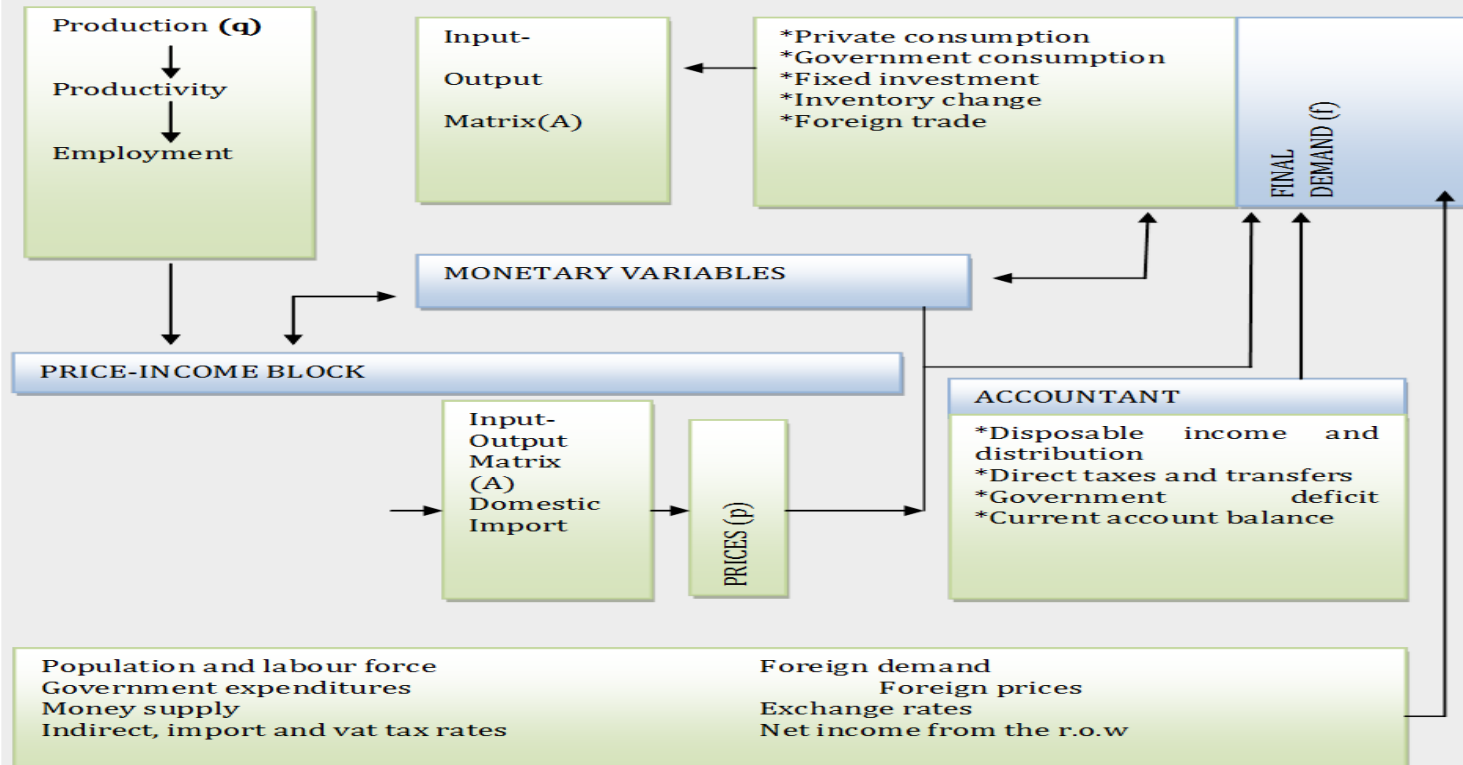 Production (q)
Productivity
Employment
Input-
Output
Matrix(A)
*Private consumption
*Government consumption
*Fixed investment
*Inventory change
*Foreign trade
FINAL
DEMAND (f)
MONETARY VARIABLES
PRICE-INCOME BLOCK
Input-
Output
Matrix
(A)
Domestic
Import
PRICES (p)
ACCOUNTANT
*Disposable income and
distribution
*Direct taxes and transfers
*Government deficit
*Current account balance
Population and labour force
Government expenditures
Money supply
Indirect, import and vat tax rates
Foreign demand
Foreign prices
Exchange rates
Net income from the r.o.w